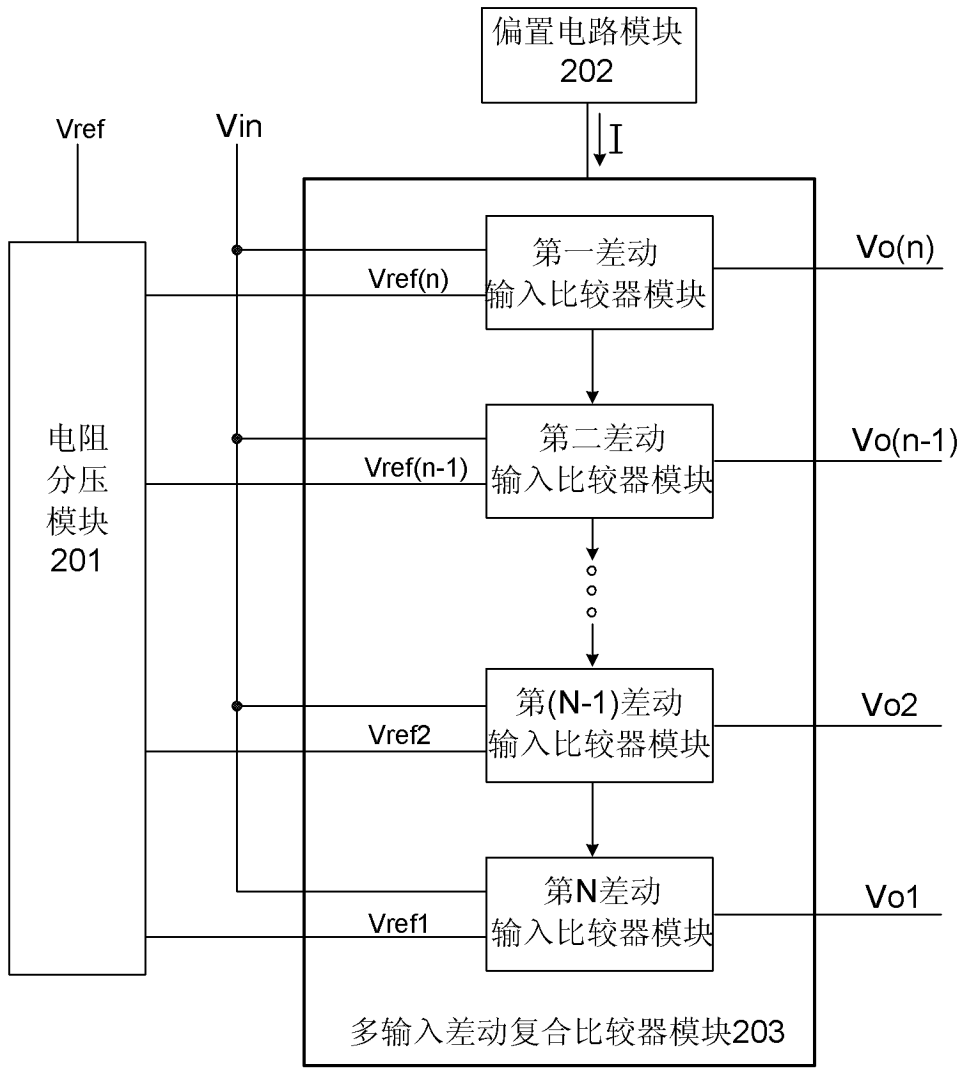 偏置电路模块
202
Vref
Vin
I
第一差动
输入比较器模块
Vo(n)
Vref(n)
电阻
分压
模块
201
第二差动
输入比较器模块
Vo(n-1)
Vref(n-1)
第(N-1)差动
输入比较器模块
Vo2
Vref2
第N差动
输入比较器模块
Vo1
Vref1
多输入差动复合比较器模块203